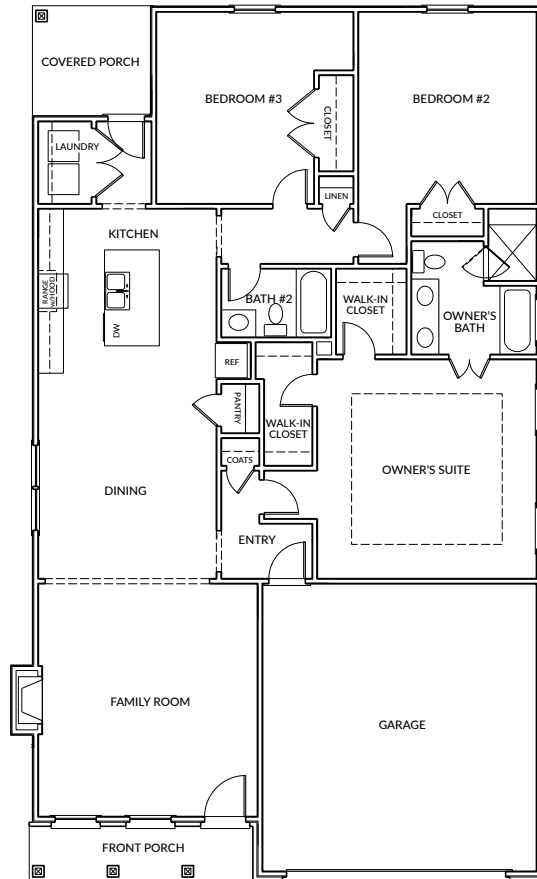 COVERED PORCH
BEDROOM #3
BEDROOM #2
CLOSET
LAUNDRY
LINEN
CLOSET
KITCHEN
RANGE
w/HOOD
BATH #2
WALK-IN
CLOSET
OWNER'S
BATH
DW
REF
PANTRY
WALK-IN
CLOSET
COATS
OWNER'S SUITE
DINING
ENTRY
FAMILY ROOM
GARAGE
FRONT PORCH